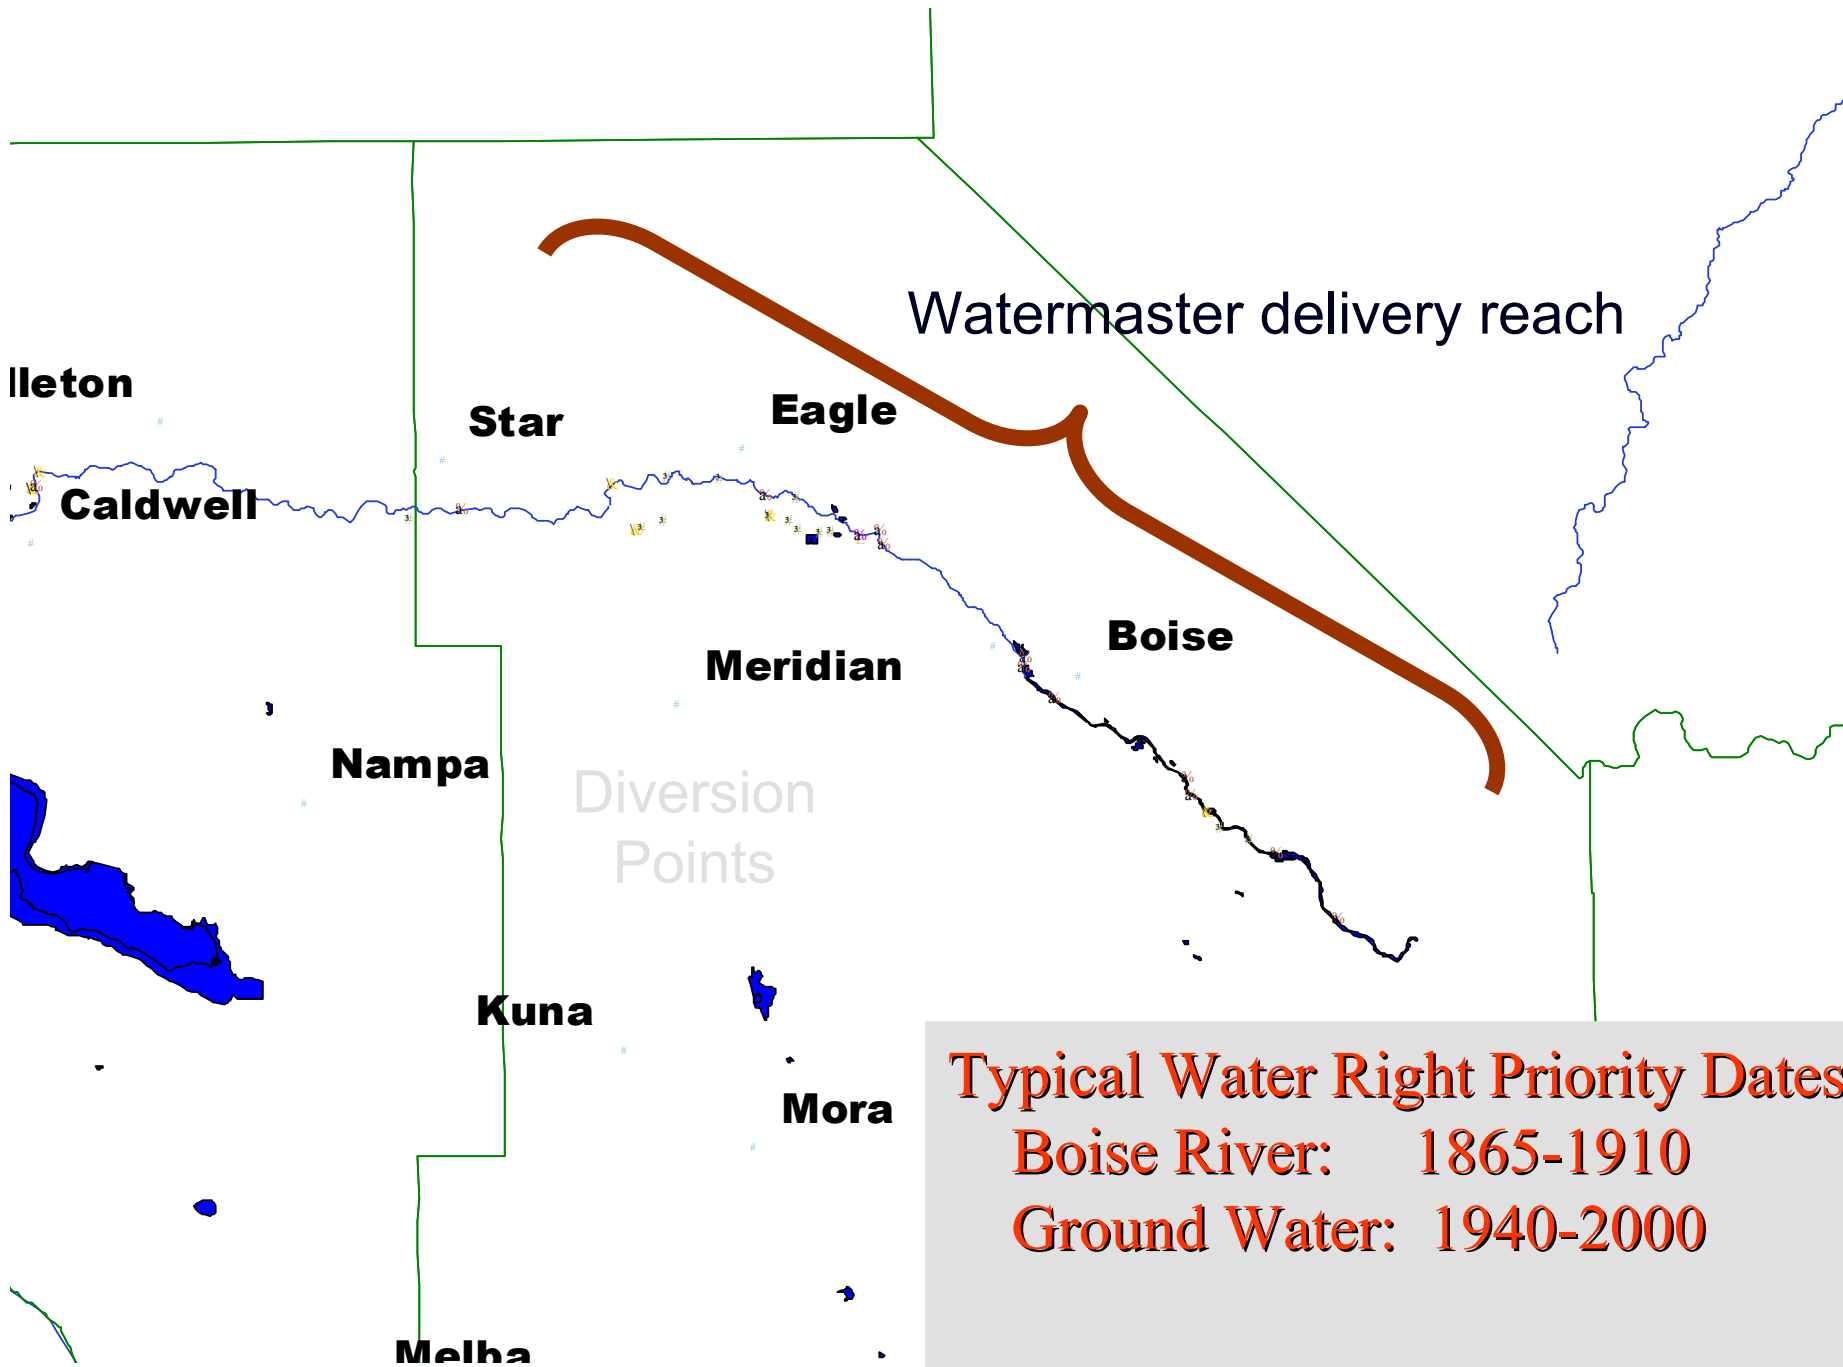 Watermaster delivery reach
lleton
Star
Eagle
Caldwell
Boise
Meridian
Nampa
Diversion
Points
Kuna
Mora
Melba
Typical Water Right Priority Dates
Boise River: 1865-1910
Ground Water: 1940-2000